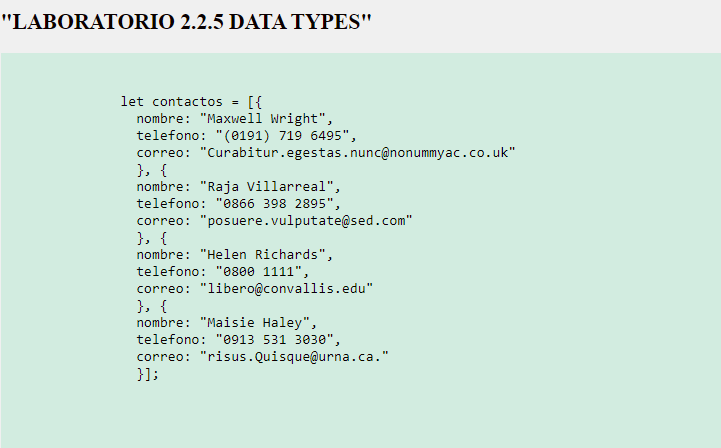 "LABORATORIO 2.2.5 DATA TYPES"
let contactos = [{
nombre: "Maxwell Wright",
telefono: "(0191) 719 6495",
correo: "Curabitur.egestas.nunc@nonummyac.co.uk"
}, {
nombre: "Raja Villarreal",
telefono: "0866 398 2895",
correo: "posuere.vulputate@sed.com"
}, {
nombre: "Helen Richards",
telefono: "0800 1111",
correo: "libero@convallis.edu"
}, {
nombre: "Maisie Haley",
telefono: "0913 531 3030",
correo: "risus.Quisque@urna.ca."
}];